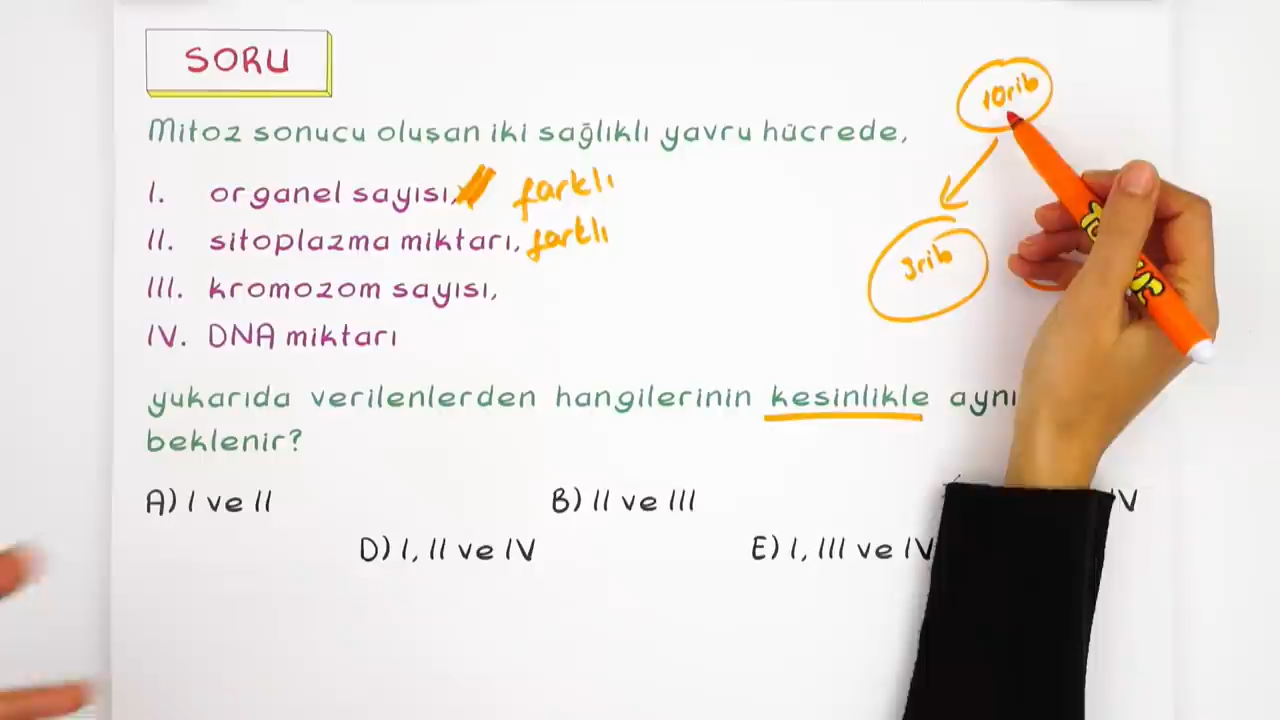 SORU
10rib
Mitoz sonucu oluşan iki sağlıklı yavru hücrede,
I. organel sayısı, farklı
II. sitoplazma miktarı, farklı
3rib
III. kromozom sayısı,
IV. DNA miktarı
yukarıda verilenlerden hangilerinin kesinlikle aynı
beklenir?
A) I ve II B) II ve III IV
D) I, II ve IV E) I, III ve IV